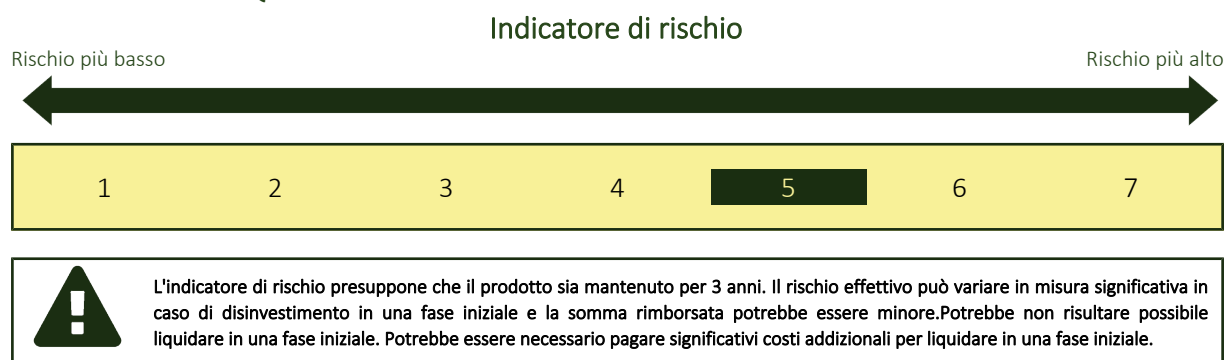 Indicatore di rischio
Rischio più basso Rischio più alto
1 2 3 4 5 6 7
L'indicatore di rischio presuppone che il prodotto sia mantenuto per 3 anni. Il rischio effettivo può variare in misura significativa in
caso di disinvestimento in una fase iniziale e la somma rimborsata potrebbe essere minore.Potrebbe non risultare possibile
liquidare in una fase iniziale. Potrebbe essere necessario pagare significativi costi addizionali per liquidare in una fase iniziale.